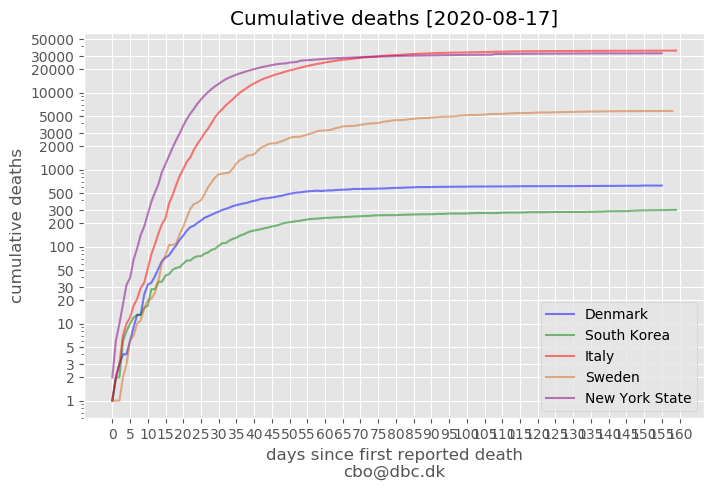 Cumulative deaths [2020-08-17]
50000
30000
20000
10000
5000
3000
2000
1000
500
300
200
100
50
30
20
10
5
3
2
1
cumulative deaths
Denmark
South Korea
Italy
Sweden
New York State
0 5 10 15 20 25 30 35 40 45 50 55 60 65 70 75 80 85 90 95 100 105 110 115 120 125 130 135 140 145 150 155 160
days since first reported death
cbo@dbc.dk